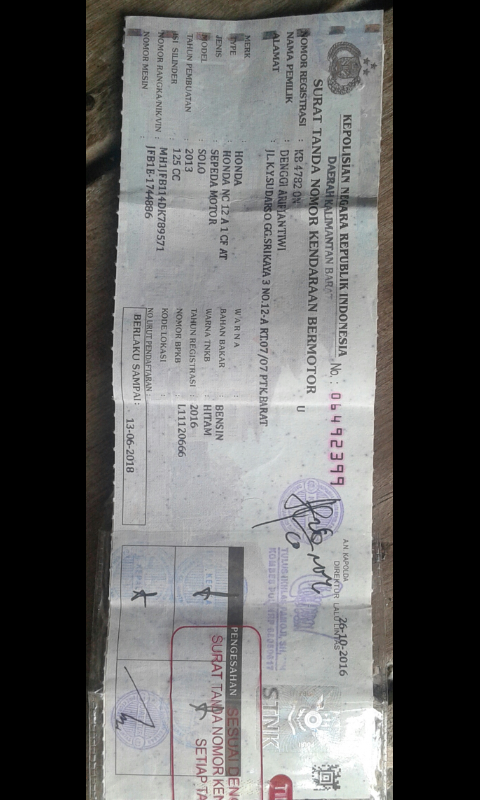 KEPOLISIAN NEGARA REPUBLIK INDONESIA
DAERAH KALIMANTAN BARAT
SURAT TANDA NOMOR KENDARAAN BERMOTOR
No. : 06492399
U
NOMOR REGISTRASI : KB 4782
NAMA PEMILIK : DENGGI
ALAMAT : JL.K.Y.SUDARSO GG.SRIKAYA 3 NO.12-A RT.07/07 PTK.BARAT
MERK : HONDA
TYPE : HONDA NC 12 A 1 CF AT
JENIS : SEPEDA MOTOR
MODEL : SOLO
TAHUN PEMBUATAN : 2013
ISI SILINDER : 125 CC
NOMOR RANGKA/NIK/VIN : MH1JFB114DK789571
NOMOR MESIN : JFB1E-1744886
WARNA :
BAHAN BAKAR : BENSIN
WARNA TNKB : HITAM
TAHUN REGISTRASI : 2016
NOMOR BPKB : L11120666
KODE LOKASI :
NO URUT PENDAFTARAN :
BERLAKU SAMPAI : 13-06-2018
26-10-2016
A.N. KAPOLDA
DIREKTUR LALU LINTAS
PENGESAHAN
STNK
SESUAI DENG
SURAT TANDA NOMOR KEN
SETIAP TA